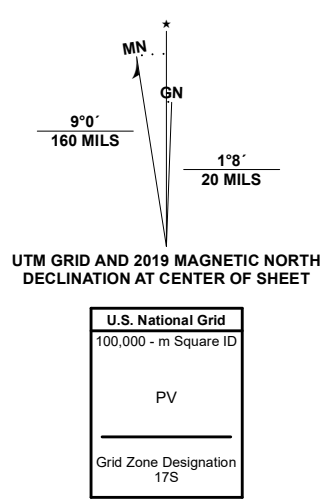 ★
MN
GN
9°0´
160 MILS
1°8´
20 MILS
UTM GRID AND 2019 MAGNETIC NORTH
DECLINATION AT CENTER OF SHEET
U.S. National Grid
100,000 - m Square ID
PV
Grid Zone Designation
17S